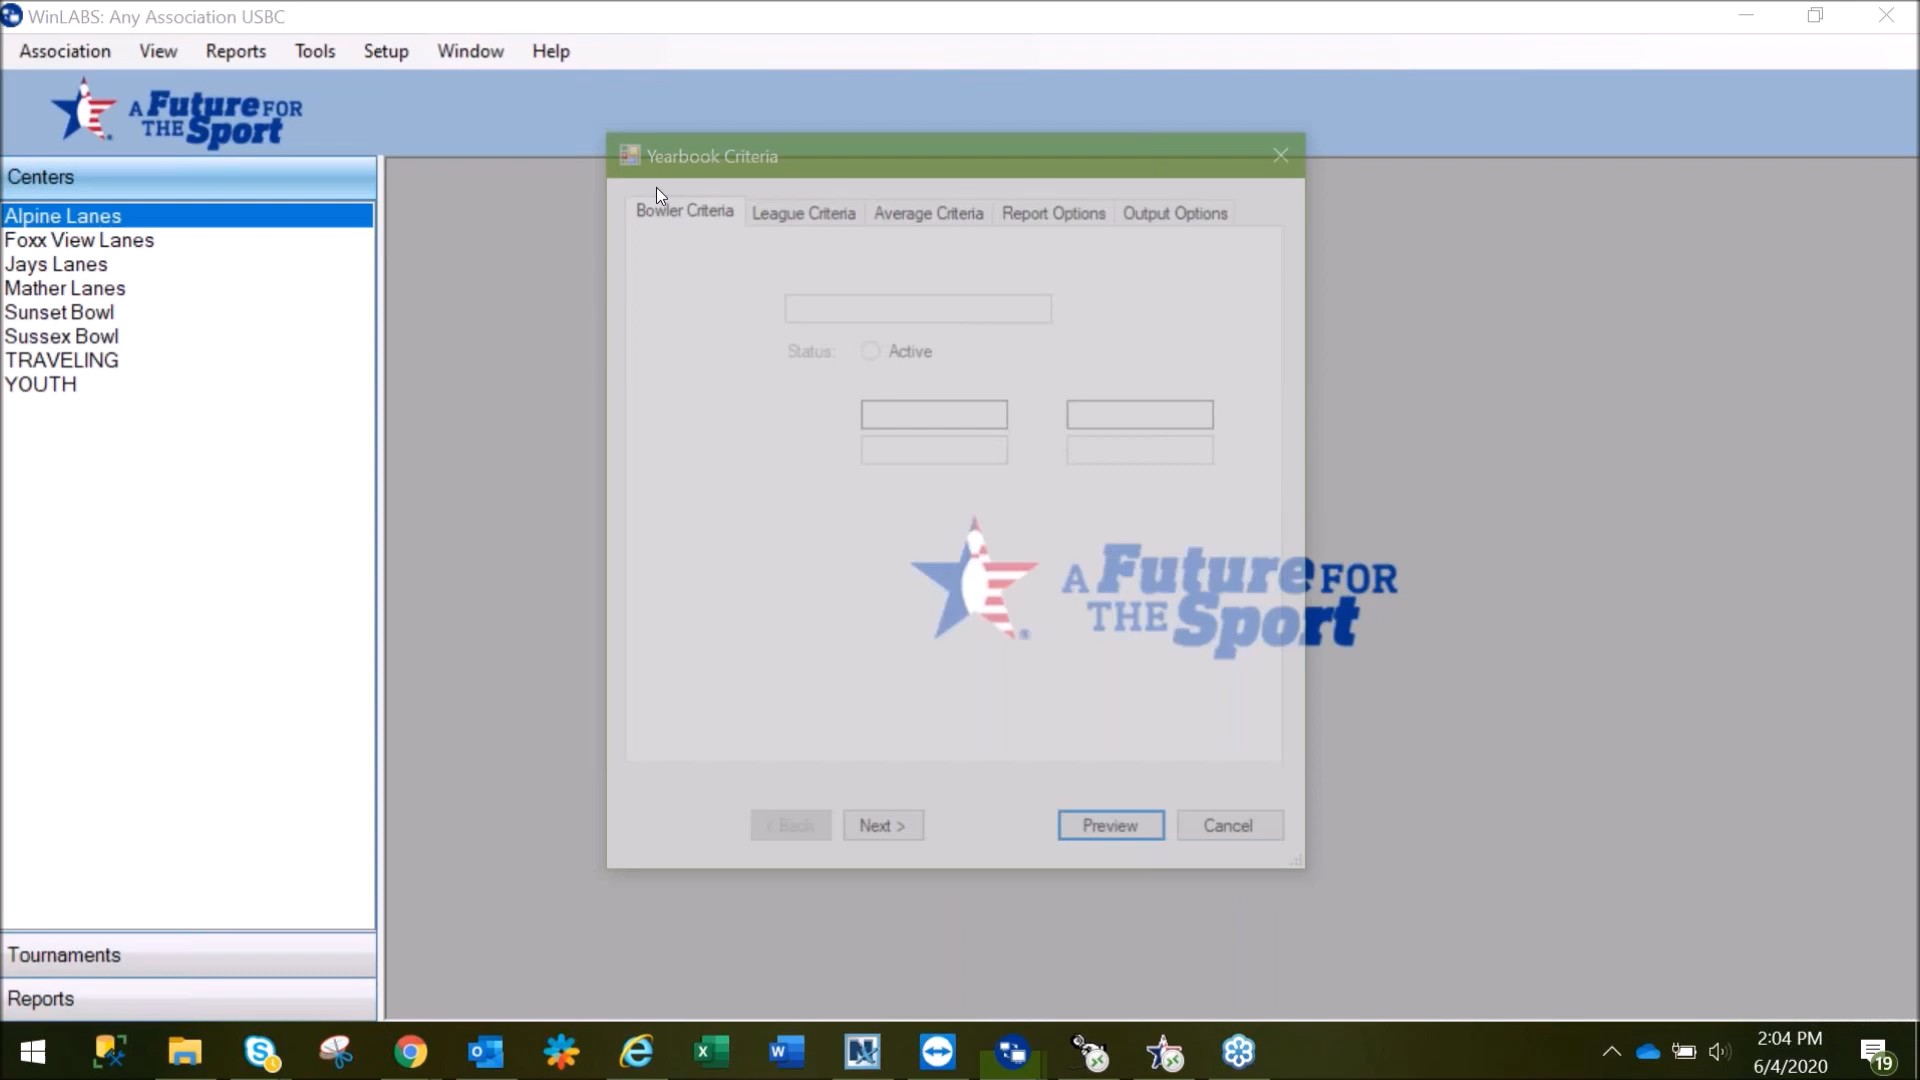 WinLABS: Any Association USBC
Association View Reports Tools Setup Window Help
A Future FOR
THE Sport
Centers
Alpine Lanes
Foxx View Lanes
Jays Lanes
Mather Lanes
Sunset Bowl
Sussex Bowl
TRAVELING
YOUTH
Tournaments
Reports
Yearbook Criteria
Bowler Criteria League Criteria Average Criteria Report Options Output Options
Status: Active
A Future FOR
THE Sport
< Back Next > Preview Cancel
2:04 PM
6/4/2020
19